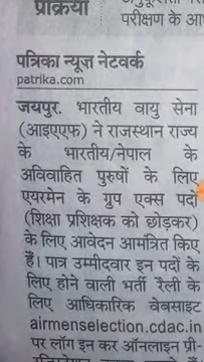 प्रक्रिया
परीक्षण के
पत्रिका न्यूज नेटवर्क
patrika.com
जयपुर. भारतीय वायु सेना
(आइएएफ) ने राजस्थान राज्य
के भारतीय/नेपाल के
अविवाहित पुरुषों के लिए
एयरमेन के ग्रुप एक्स पदों
(शिक्षा प्रशिक्षक को छोड़कर)
के लिए आवेदन आमंत्रित किए
हैं। पात्र उम्मीदवार इन पदों के
लिए होने वाली भर्ती रैली के
लिए आधिकारिक वेबसाइट
airmenselection.cdac.in
पर लॉग इन कर ऑनलाइन प्री-